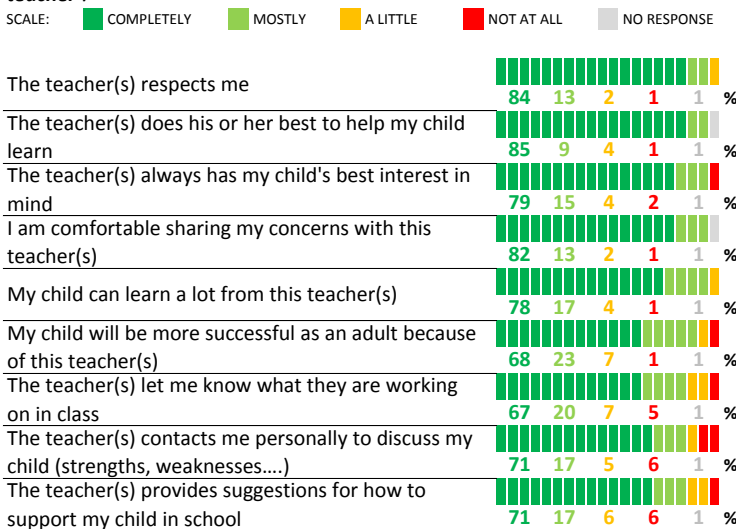 teacher?
SCALE: COMPLETELY MOSTLY A LITTLE NOT AT ALL NO RESPONSE
The teacher(s) respects me
84 13 2 1 1 %
The teacher(s) does his or her best to help my child
learn
85 9 4 1 1 %
The teacher(s) always has my child's best interest in
mind
79 15 4 2 1 %
I am comfortable sharing my concerns with this
teacher(s)
82 13 2 1 1 %
My child can learn a lot from this teacher(s)
78 17 4 1 1 %
My child will be more successful as an adult because
of this teacher(s)
68 23 7 1 1 %
The teacher(s) let me know what they are working
on in class
67 20 7 5 1 %
The teacher(s) contacts me personally to discuss my
child (strengths, weaknesses....)
71 17 5 6 1 %
The teacher(s) provides suggestions for how to
support my child in school
71 17 6 6 1 %